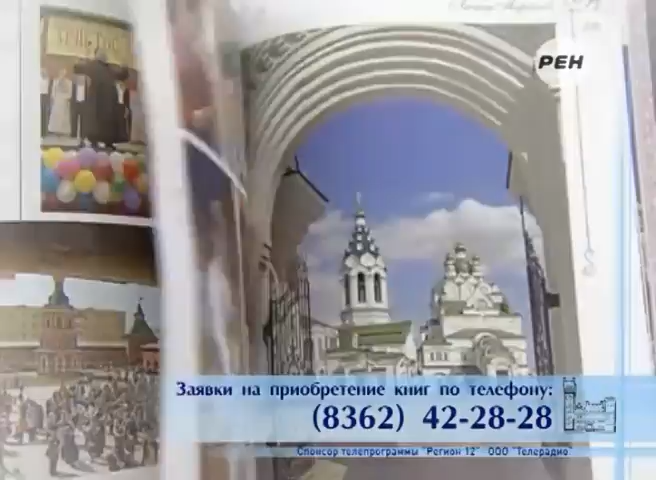 РЕН
Заявки на приобретение книг по телефону:
(8362) 42-28-28
Спонсор телепрограммы "Регион 12" ООО "Телерадио"